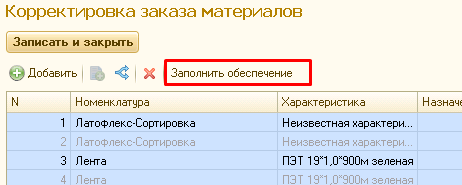 Корректировка заказа материалов
Записать и закрыть
Добавить Заполнить обеспечение
N Номенклатура Характеристика Назначе
1 Латофлекс-Сортировка Неизвестная характери...
2 Латофлекс-Сортировка Неизвестная характери...
3 Лента ПЭТ 19*1,0*900м зеленая
4 Лента ПЭТ 19*1,0*900м зеленая